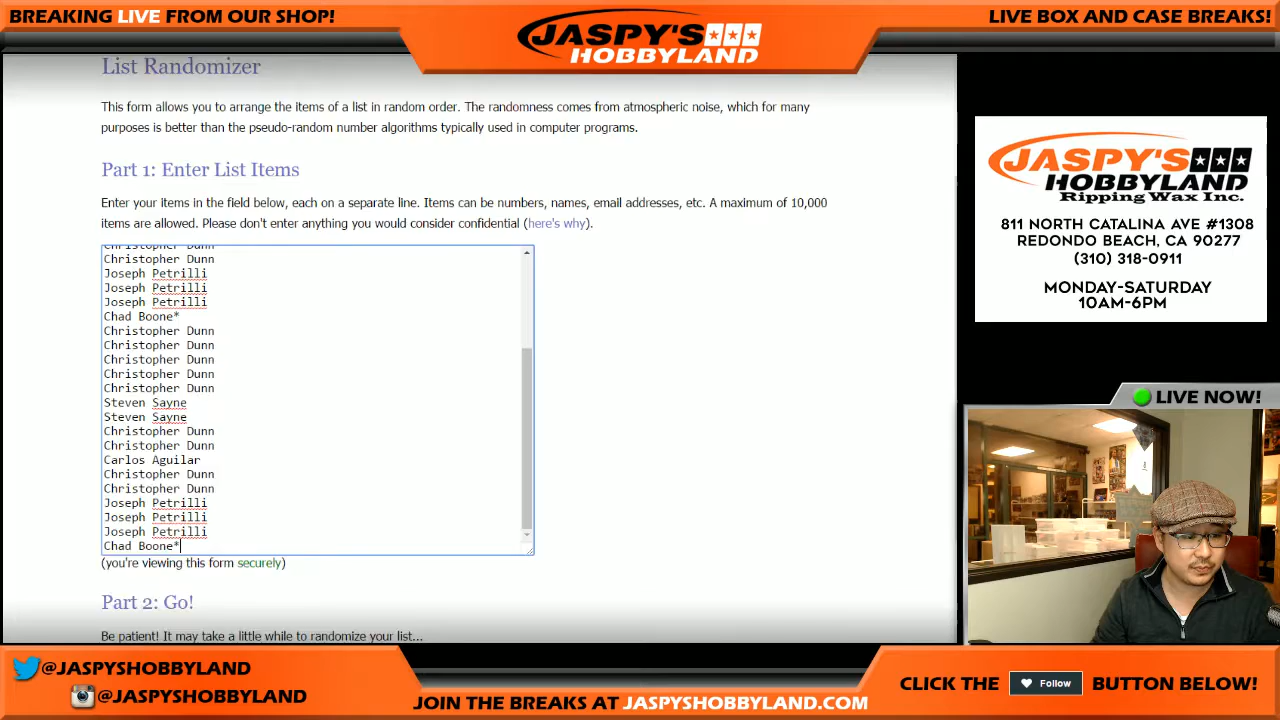 BREAKING LIVE FROM OUR SHOP!
JASPY'S
HOBBYLAND
LIVE BOX AND CASE BREAKS!
List Randomizer
This form allows you to arrange the items of a list in random order. The randomness comes from atmospheric noise, which for many
purposes is better than the pseudo-random number algorithms typically used in computer programs.
Part 1: Enter List Items
Enter your items in the field below, each on a separate line. Items can be numbers, names, email addresses, etc. A maximum of 10,000
items are allowed. Please don't enter anything you would consider confidential (here's why).
Christopher Dunn
Christopher Dunn
Joseph Petrilli
Joseph Petrilli
Joseph Petrilli
Chad Boone*
Christopher Dunn
Christopher Dunn
Christopher Dunn
Christopher Dunn
Christopher Dunn
Steven Sayne
Steven Sayne
Christopher Dunn
Christopher Dunn
Carlos Aguilar
Christopher Dunn
Christopher Dunn
Joseph Petrilli
Joseph Petrilli
Joseph Petrilli
Chad Boone*
(you're viewing this form securely)
Part 2: Go!
Be patient! It may take a little while to randomize your list...
JASPY'S
HOBBYLAND
Ripping Wax Inc.
811 NORTH CATALINA AVE #1308
REDONDO BEACH, CA 90277
(310) 318-0911
MONDAY-SATURDAY
10AM-6PM
LIVE NOW!
@JASPYSHOBBYLAND
@JASPYSHOBBYLAND
JOIN THE BREAKS AT JASPYSHOBBYLAND.COM
CLICK THE Follow BUTTON BELOW!